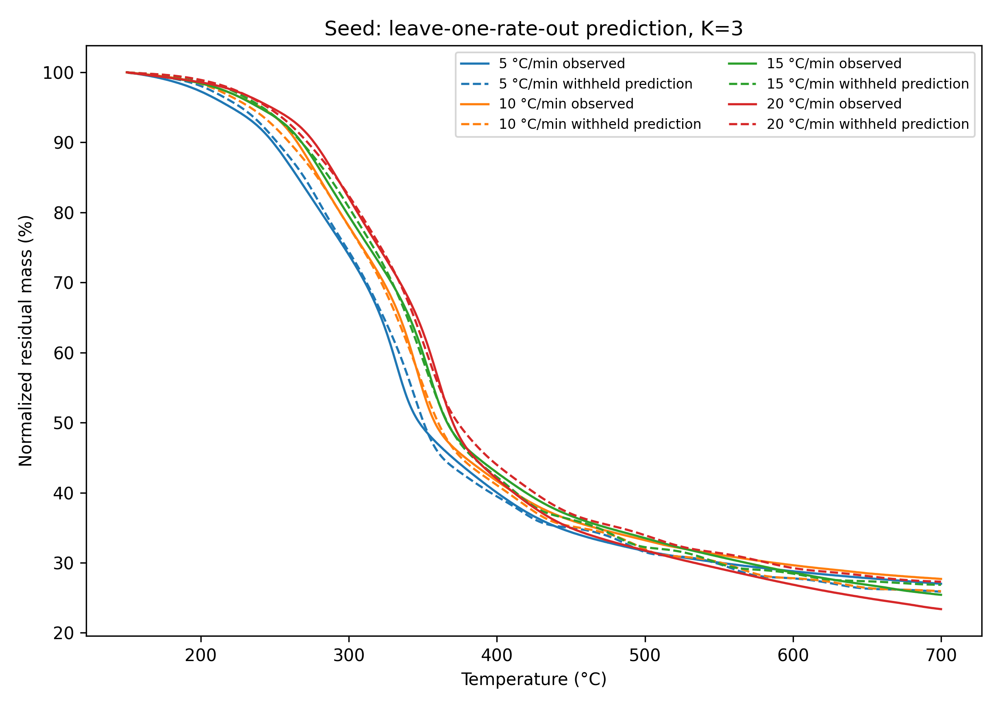 Seed: leave-one-rate-out prediction, K=3
5 °C/min observed
5 °C/min withheld prediction
10 °C/min observed
10 °C/min withheld prediction
15 °C/min observed
15 °C/min withheld prediction
20 °C/min observed
20 °C/min withheld prediction
Normalized residual mass (%)
100
90
80
70
60
50
40
30
20
200 300 400 500 600 700
Temperature (°C)